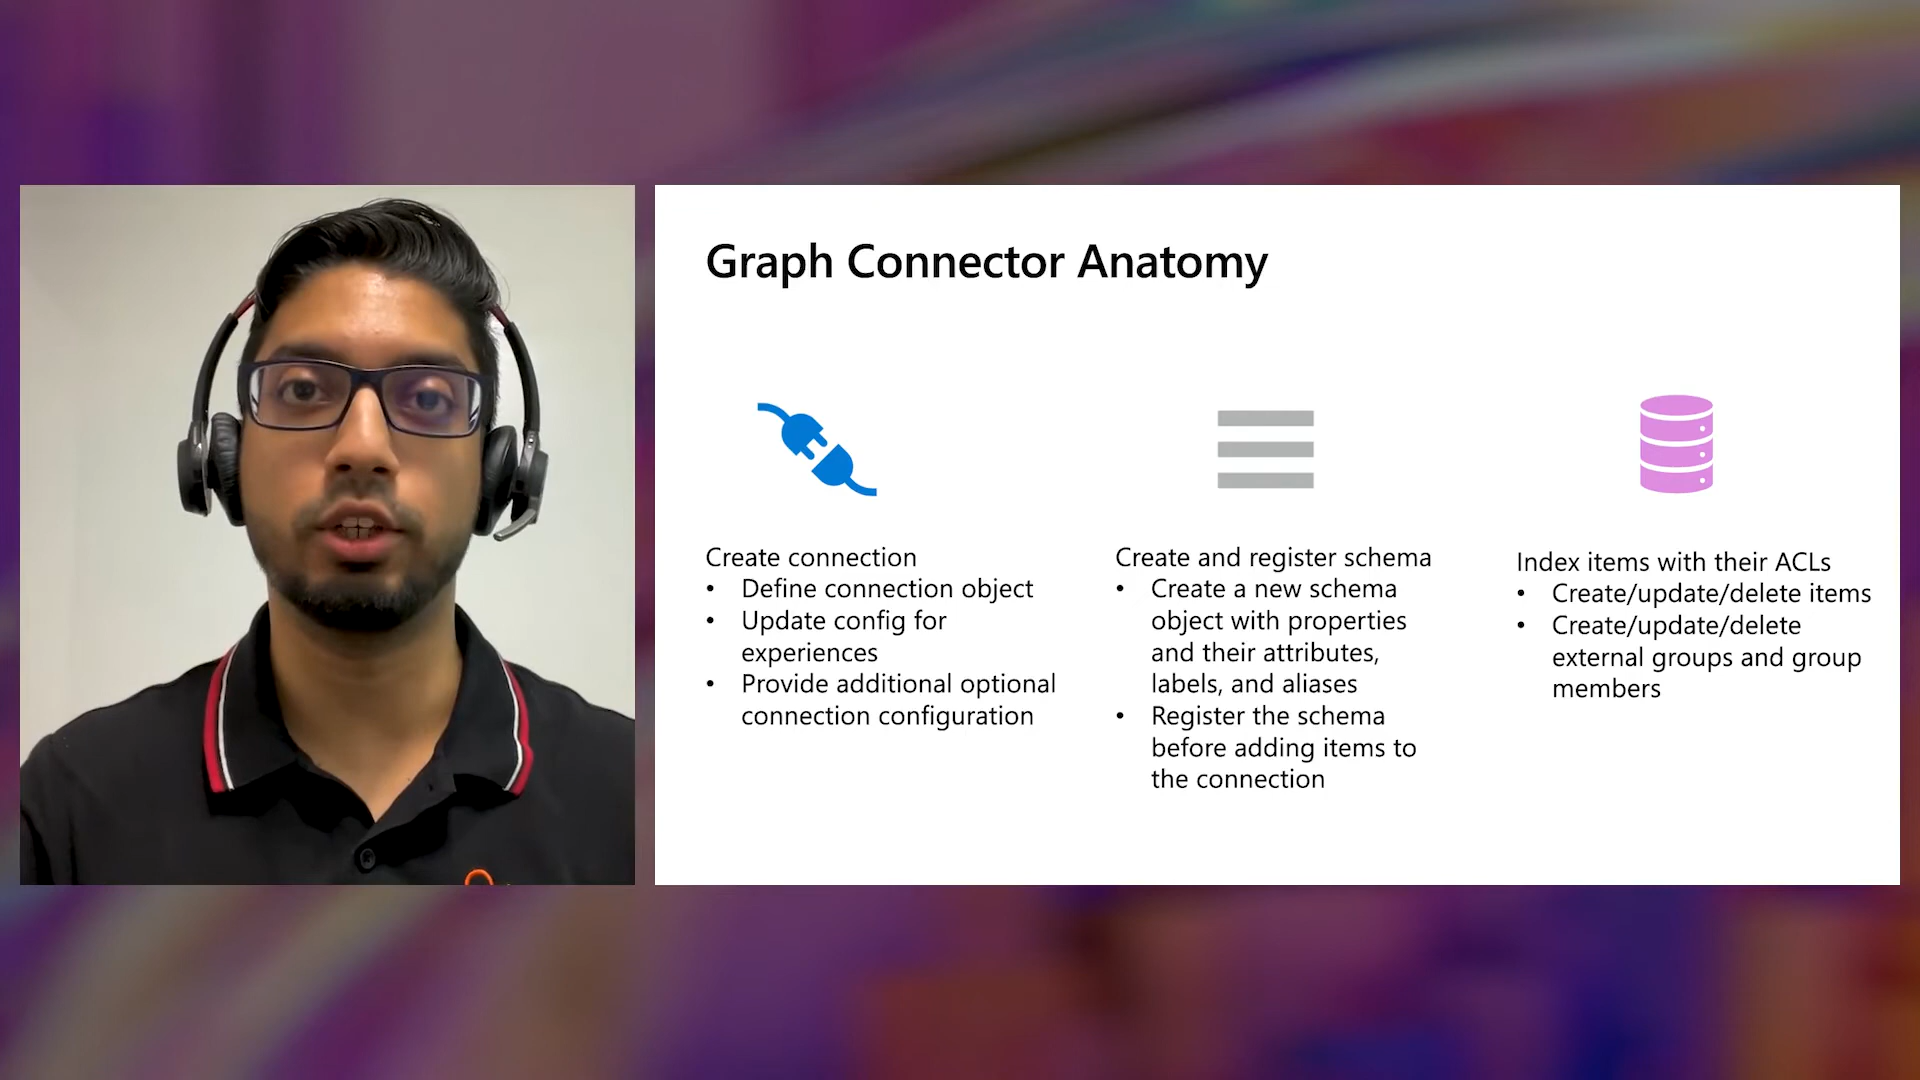 Graph Connector Anatomy
Create connection
• Define connection object
• Update config for
experiences
• Provide additional optional
connection configuration
Create and register schema
• Create a new schema
object with properties
and their attributes,
labels, and aliases
• Register the schema
before adding items to
the connection
Index items with their ACLs
• Create/update/delete items
• Create/update/delete
external groups and group
members